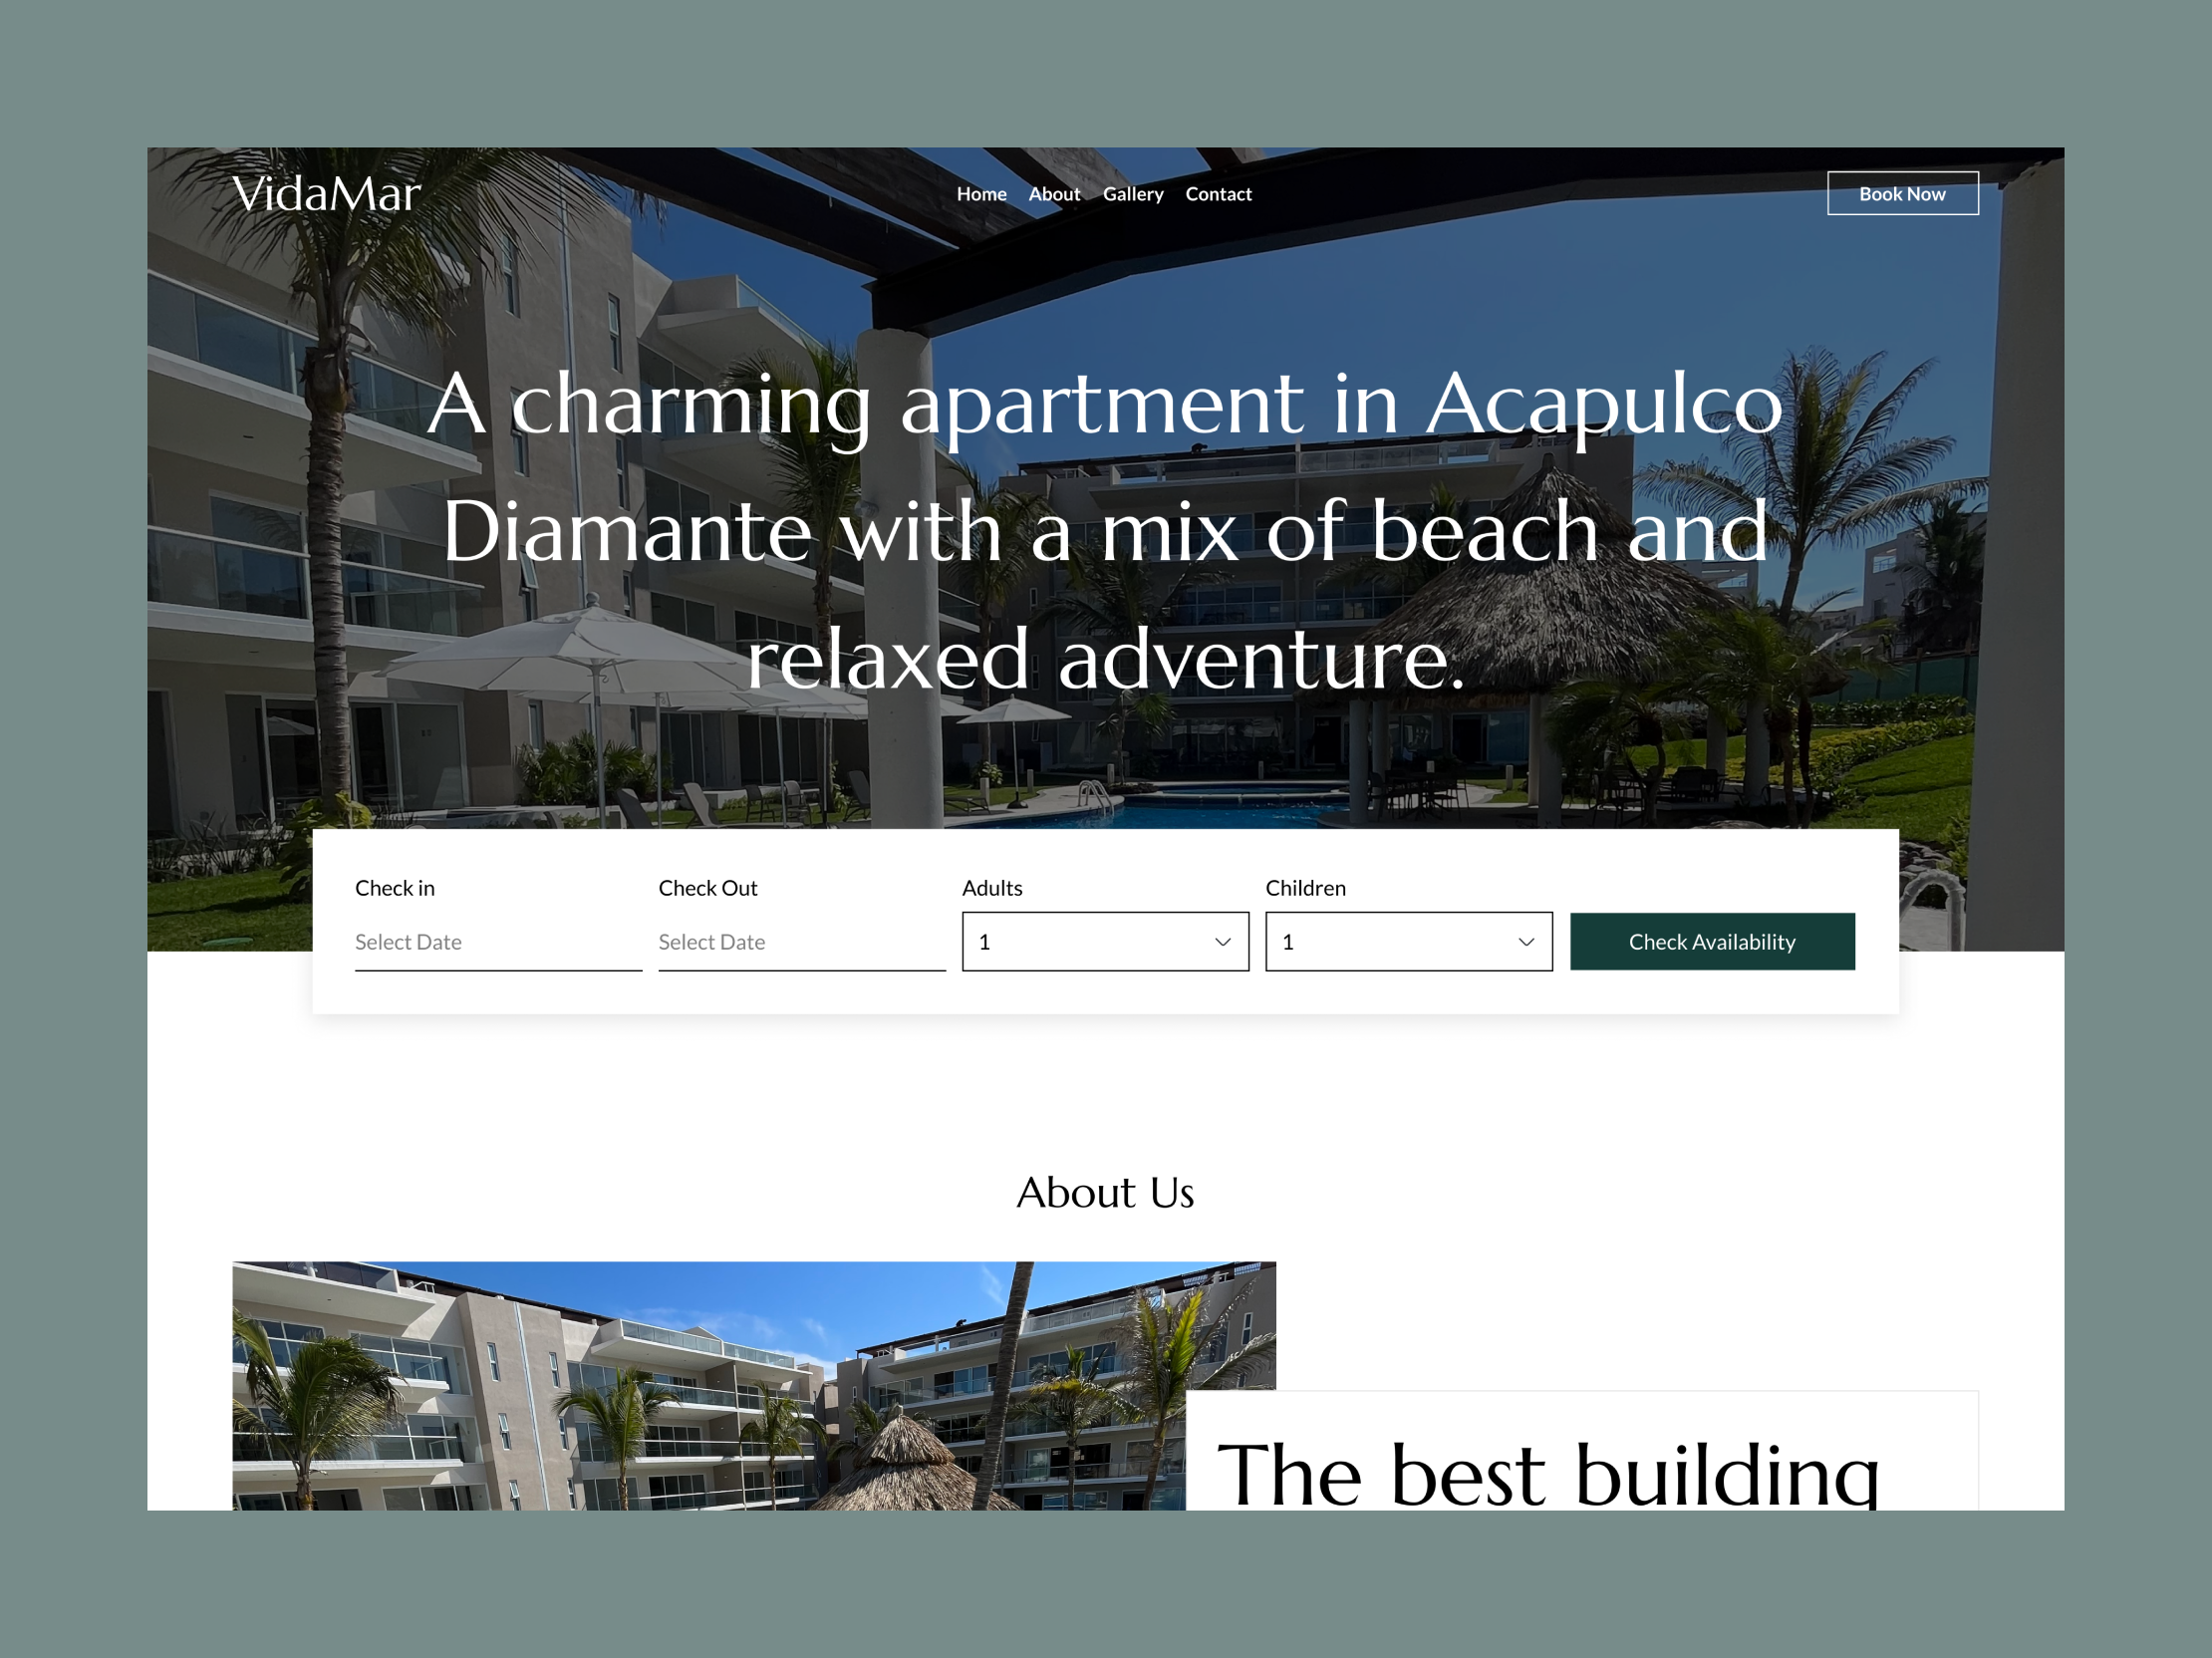 VidaMar
Home About Gallery Contact
Book Now
A charming apartment in Acapulco
Diamante with a mix of beach and
relaxed adventure.
Check in
Check Out
Adults
Children
Select Date
Select Date
1
1
Check Availability
About Us
The best building